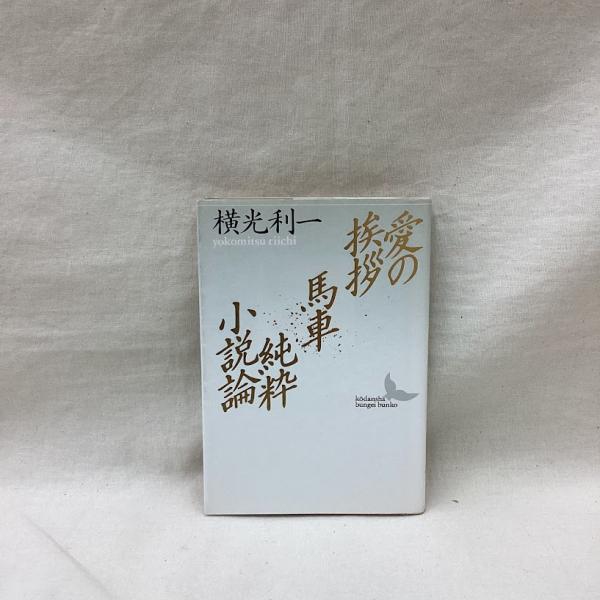 横光利一
yokomitsu riichi
愛の
挨拶
馬車
純粋
小説論
kōdansha
bungei bunko